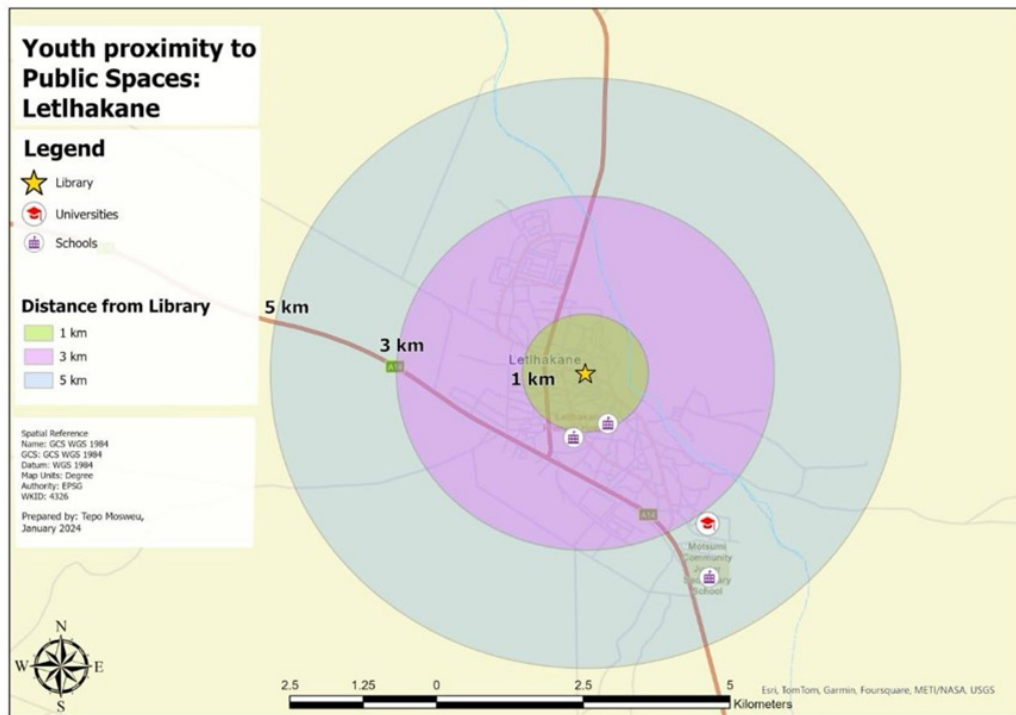 Youth proximity to
Public Spaces:
Letlhakane
Legend
Library
Universities
Schools
Distance from Library
1 km
3 km
5 km
Spatial Reference
Name: GCS WGS 1984
GCS: GCS WGS 1984
Datum: WGS 1984
Map Units: Degree
Authority: EPSG
WKID: 4326
Prepared by: Tepo Mosweu,
January 2024
5 km
3 km
A14
Letlhakane
1 km
A14
Motsumi
Community
School
N
W
E
S
2.5
1.25
0
2.5
5
Kilometers
Esri, TomTom, Garmin, Foursquare, METI/NASA, USGS